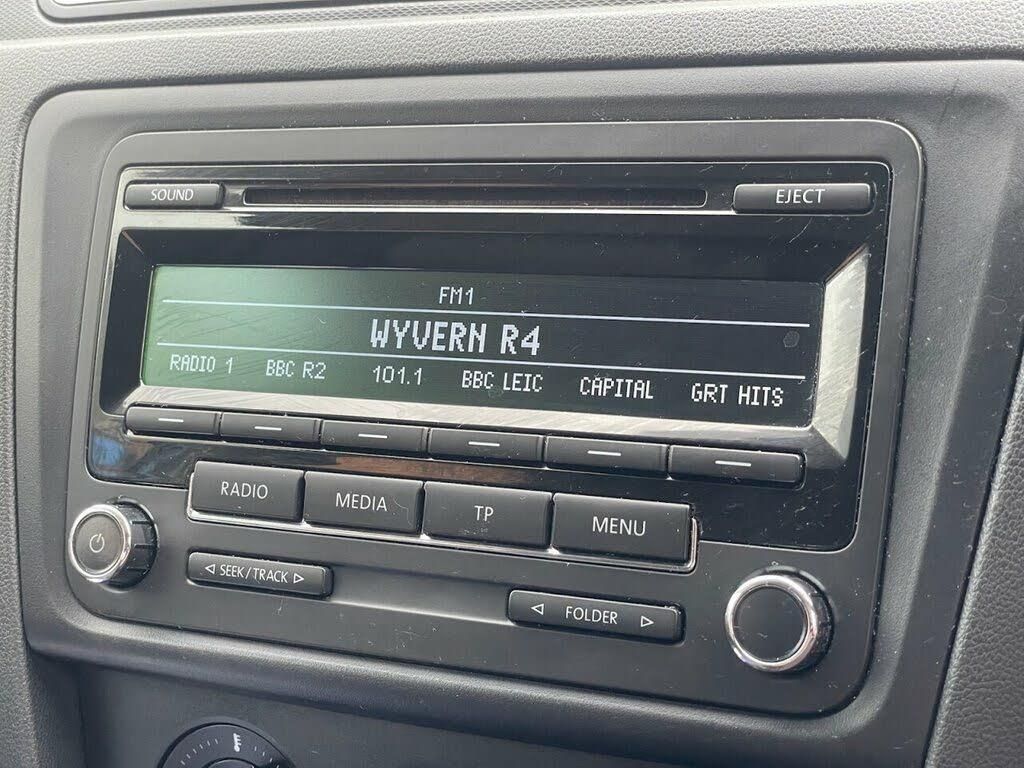 SOUND EJECT
FM1
WYVERN R4
RADIO 1 BBC R2 101.1 BBC LEIC CAPITAL GRT HITS
RADIO MEDIA TP MENU
SEEK/TRACK
FOLDER